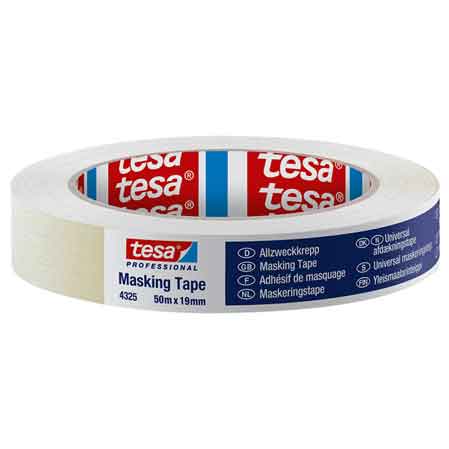 tesa
tesa
tesa
tesa
tesa
tesa
PROFESSIONAL
Masking Tape
4325 50m x 19mm
D Allzweckkrepp
GB Masking Tape
F Adhésif de masquage
NL Maskeringstape
DK N Universal
afdækningstape
S Universal maskeringstejp
FIN Yleismaalarinteippi